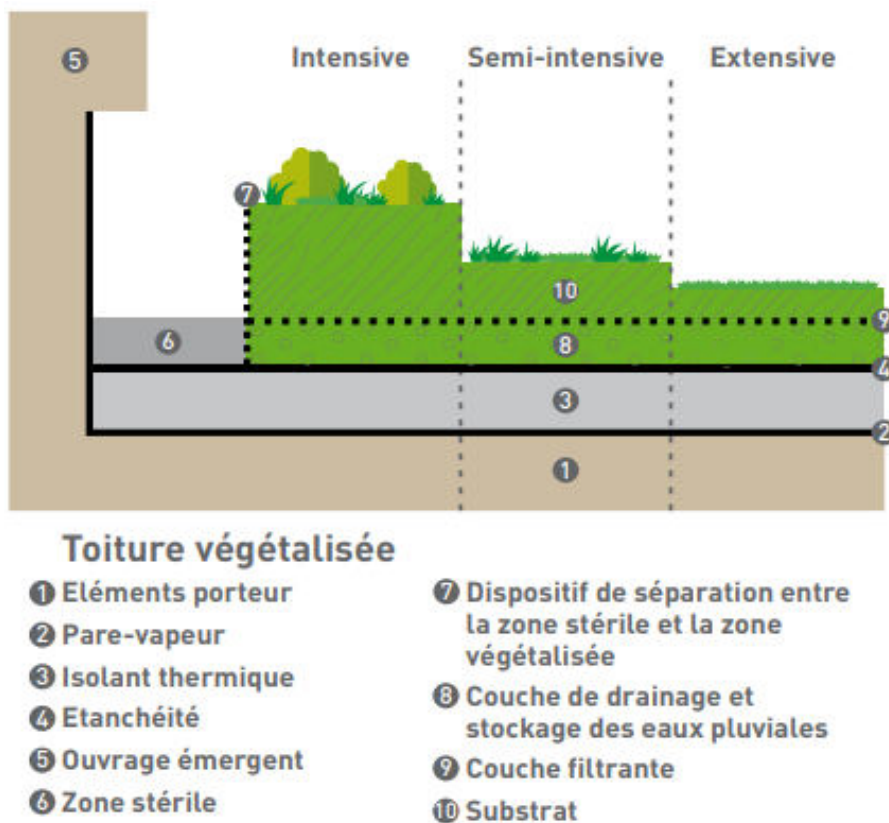 Intensive
Semi-intensive
Extensive
5
7
10
9
6
8
4
3
2
1
Toiture végétalisée
1 Eléments porteur
2 Pare-vapeur
3 Isolant thermique
4 Etanchéité
5 Ouvrage émergent
6 Zone stérile
7 Dispositif de séparation entre
la zone stérile et la zone
végétalisée
8 Couche de drainage et
stockage des eaux pluviales
9 Couche filtrante
10 Substrat